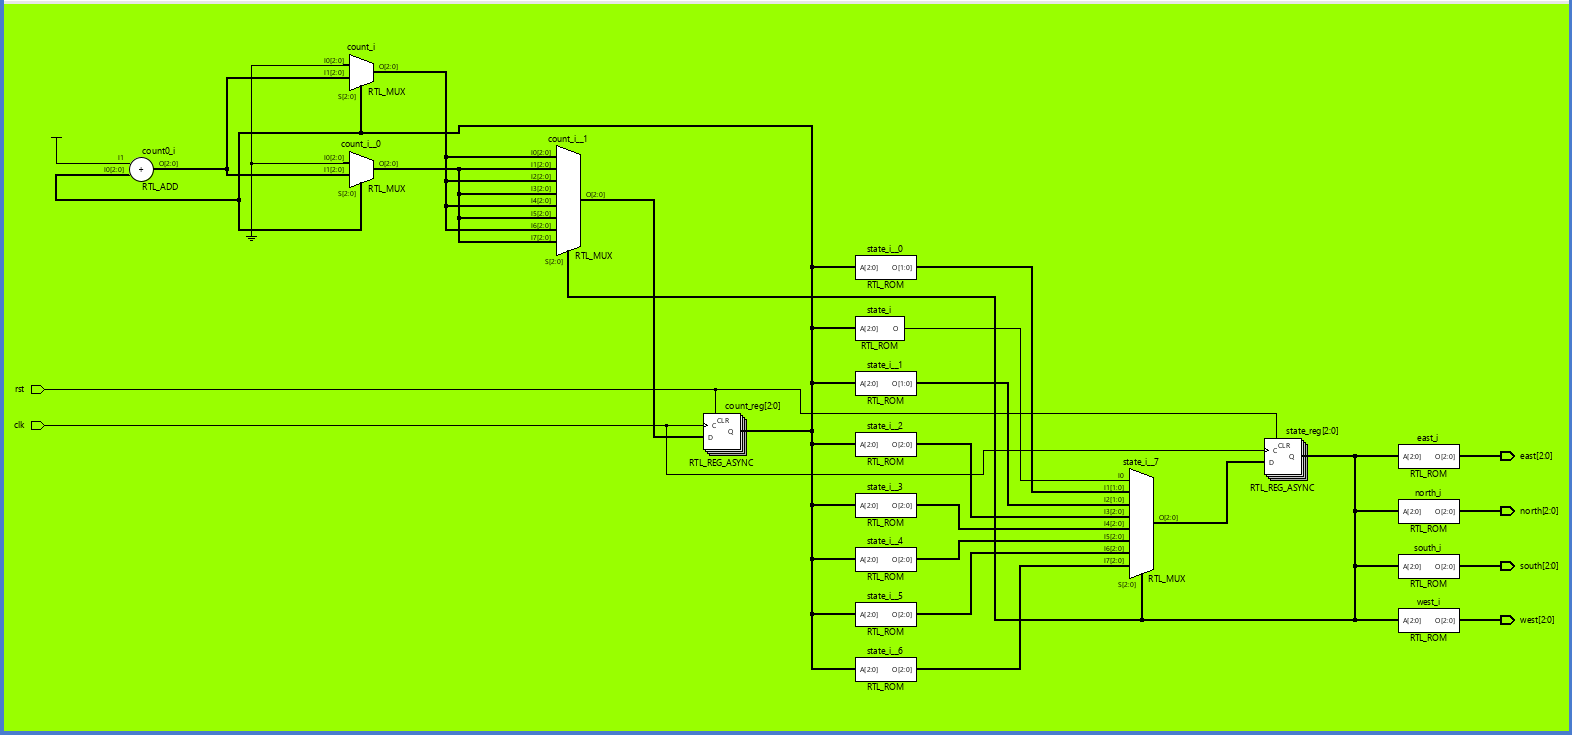 count_i
I0[2:0]
I1[2:0]
O[2:0]
S[2:0]
RTL_MUX
count0_i
I1
I0[2:0]
O[2:0]
+
RTL_ADD
count_i__0
I0[2:0]
I1[2:0]
O[2:0]
S[2:0]
RTL_MUX
count_i__1
I0[2:0]
I1[2:0]
I2[2:0]
I3[2:0]
I4[2:0]
I5[2:0]
I6[2:0]
I7[2:0]
O[2:0]
S[2:0]
RTL_MUX
state_i__0
A[2:0] O[1:0]
RTL_ROM
state_i
A[2:0] O
RTL_ROM
state_i__1
A[2:0] O[1:0]
RTL_ROM
rst
clk
count_reg[2:0]
CLR
C
Q
D
RTL_REG_ASYNC
state_i__2
A[2:0] O[2:0]
RTL_ROM
state_i__3
A[2:0] O[2:0]
RTL_ROM
state_i__4
A[2:0] O[2:0]
RTL_ROM
state_i__5
A[2:0] O[2:0]
RTL_ROM
state_i__6
A[2:0] O[2:0]
RTL_ROM
state_i__7
I0
I1[1:0]
I2[1:0]
I3[2:0]
I4[2:0]
I5[2:0]
I6[2:0]
I7[2:0]
O[2:0]
S[2:0]
RTL_MUX
state_reg[2:0]
CLR
C
Q
D
RTL_REG_ASYNC
east_i
A[2:0] O[2:0]
RTL_ROM
east[2:0]
north_i
A[2:0] O[2:0]
RTL_ROM
north[2:0]
south_i
A[2:0] O[2:0]
RTL_ROM
south[2:0]
west_i
A[2:0] O[2:0]
RTL_ROM
west[2:0]